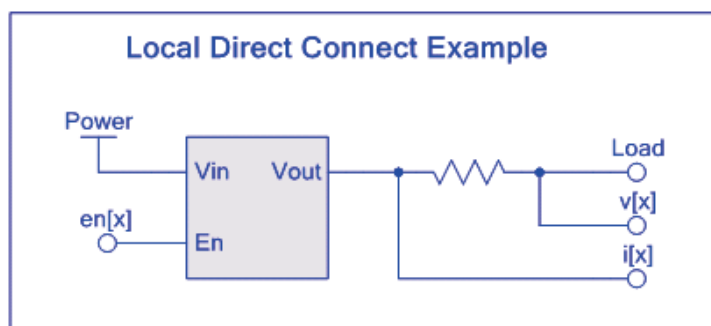 Local Direct Connect Example
Power
Vin
Vout
Load
en[x]
En
v[x]
i[x]